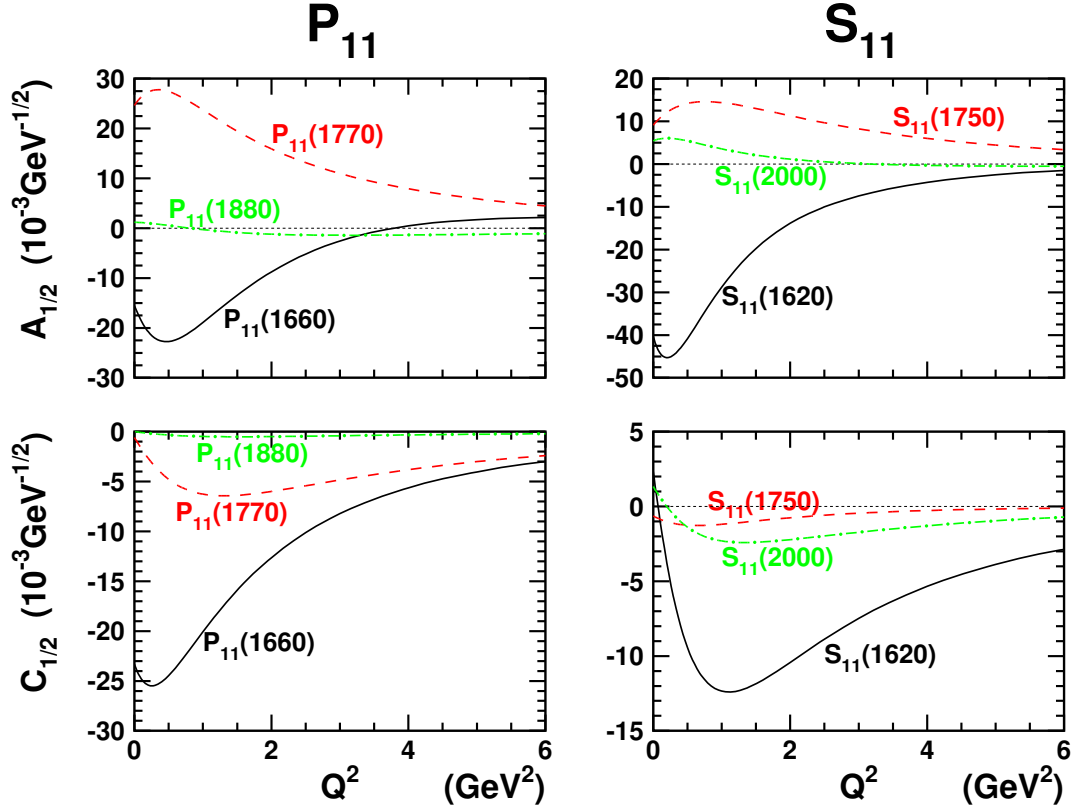 P11 S11
A1/2 (10-3GeV-1/2)
30
20
10
0
-10
-20
-30
P11(1770)
P11(1880)
P11(1660)
20
10
0
-10
-20
-30
-40
-50
S11(1750)
S11(2000)
S11(1620)
C1/2 (10-3GeV-1/2)
0
-5
-10
-15
-20
-25
-30
P11(1880)
P11(1770)
P11(1660)
0 2 4 6
Q2 (GeV2)
5
0
-5
-10
-15
S11(1750)
S11(2000)
S11(1620)
0 2 4 6
Q2 (GeV2)